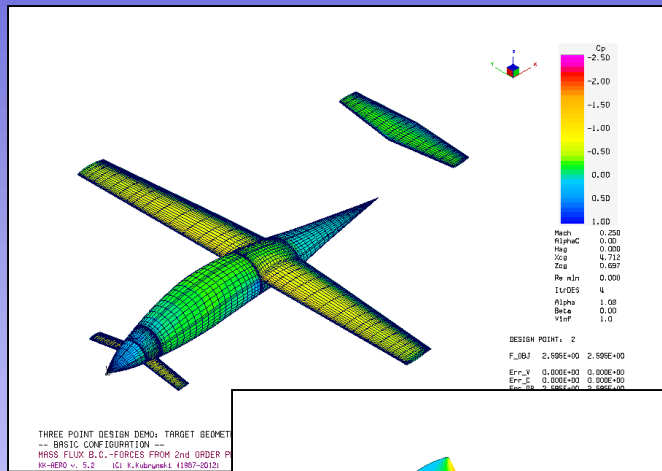 Cp
-2.50
-2.00
-1.50
-1.00
-0.50
0.00
0.50
1.00
z
Y
X
Mach 0.250
AlphaC 0.00
Hag 0.000
Xcg 4.712
Zcg 0.697
Re mln 0.000
ItrDES 4
Alpha 1.00
Beta 0.00
Vinf 1.0
DESIGN POINT: 2
F_OBJ 2.595E+00 2.595E+00
Err_V 0.000E+00 0.000E+00
Err_C 0.000E+00 0.000E+00
THREE POINT DESIGN DEMO: TARGET GEOMET
-- BASIC CONFIGURATION --
MASS FLUX B.C.-FORCES FROM 2nd ORDER P
KK-AERO v. 5.2 (C) K.Kubrynski (1987-2012)